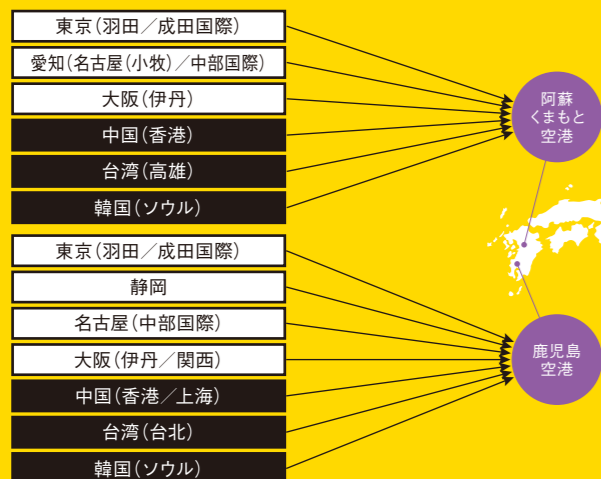 東京(羽田／成田国際)
愛知(名古屋(小牧)／中部国際)
大阪(伊丹)
中国(香港)
台湾(高雄)
韓国(ソウル)
阿蘇
くまもと
空港
東京(羽田／成田国際)
静岡
名古屋(中部国際)
大阪(伊丹／関西)
中国(香港／上海)
台湾(台北)
韓国(ソウル)
鹿児島
空港